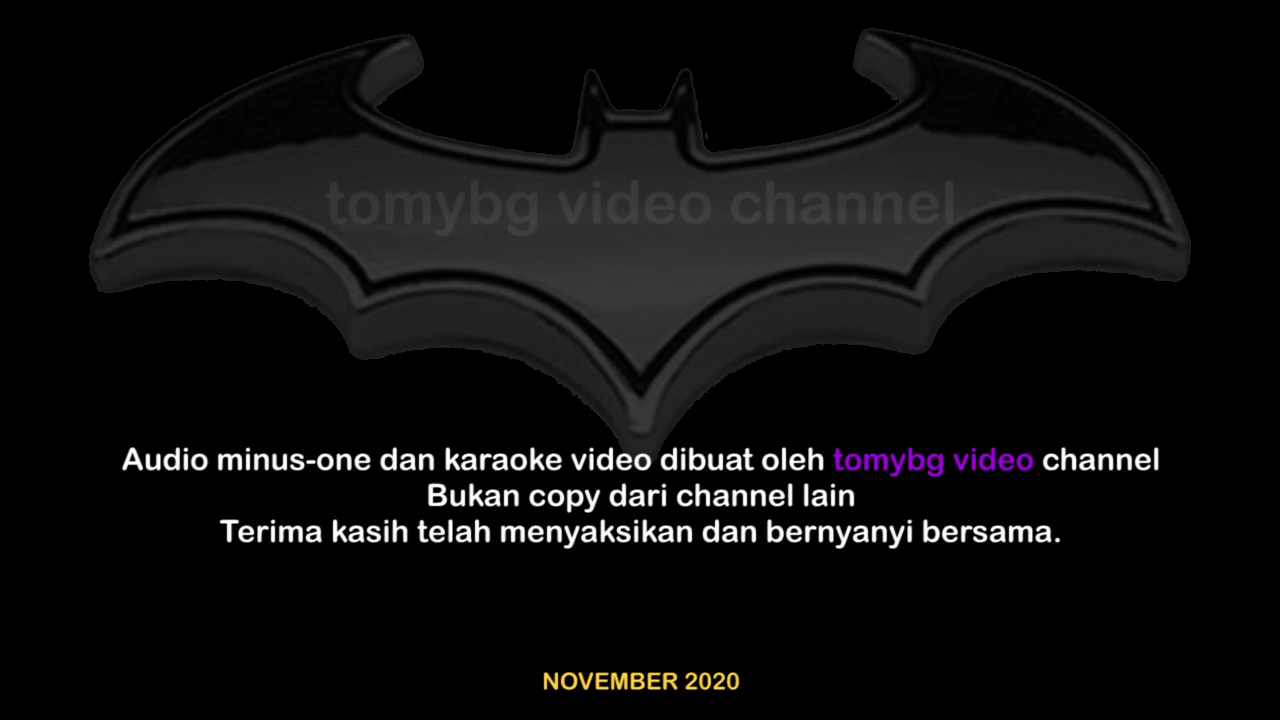 tomybg video channel
Audio minus-one dan karaoke video dibuat oleh tomybg video channel
Bukan copy dari channel lain
Terima kasih telah menyaksikan dan bernyanyi bersama.
NOVEMBER 2020